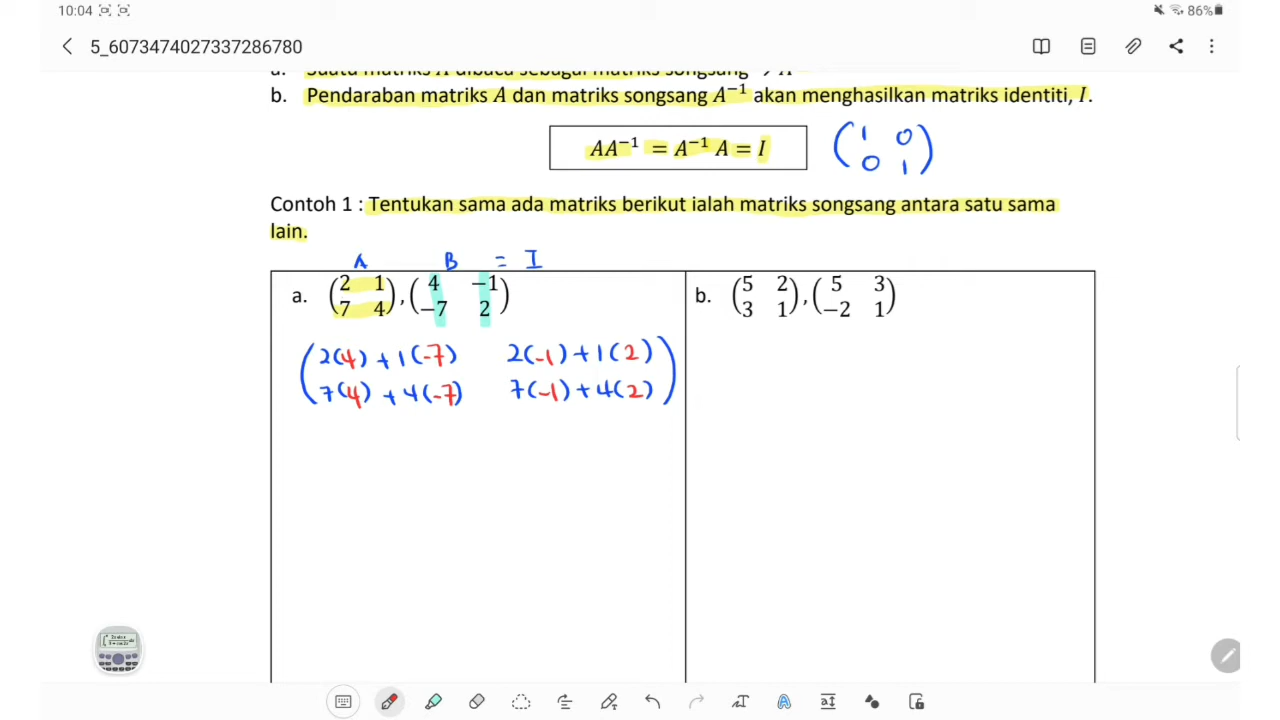 10:04 86%
5_6073474027337286780
b. Pendaraban matriks A dan matriks songsang A⁻¹ akan menghasilkan matriks identiti, I.
AA⁻¹ = A⁻¹ A = I
(1 0
0 1)
Contoh 1 : Tentukan sama ada matriks berikut ialah matriks songsang antara satu sama
lain.
A B = I
a. (2 1
7 4), (4 −1
−7 2)
(2(4) + 1(-7) 2(-1) + 1(2)
7(4) + 4(-7) 7(-1) + 4(2))
b. (5 2
3 1), (5 3
−2 1)